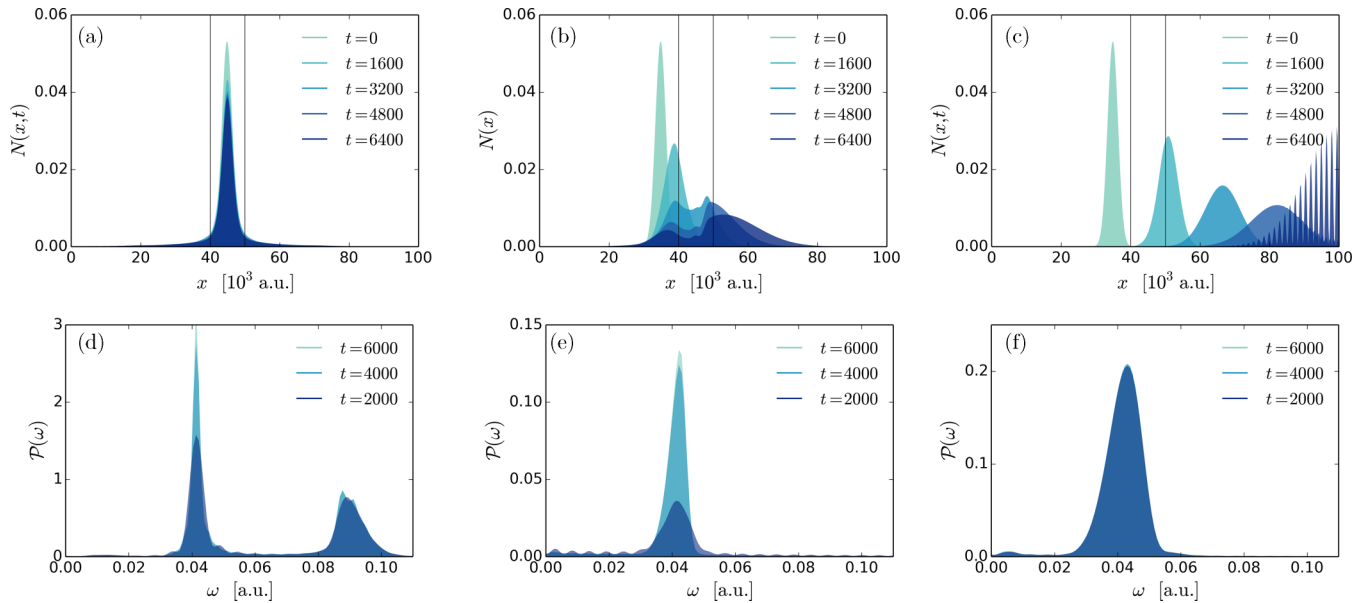 (a)
0.06
0.04
0.02
0.00
N(x,t)
t=0
t=1600
t=3200
t=4800
t=6400
0 20 40 60 80 100
x [10³ a.u.]
(b)
0.06
0.04
0.02
0.00
N(x)
t=0
t=1600
t=3200
t=4800
t=6400
0 20 40 60 80 100
x [10³ a.u.]
(c)
0.06
0.04
0.02
0.00
N(x,t)
t=0
t=1600
t=3200
t=4800
t=6400
0 20 40 60 80 100
x [10³ a.u.]
(d)
3
2
1
0
𝒫(ω)
t=6000
t=4000
t=2000
0.00 0.02 0.04 0.06 0.08 0.10
ω [a.u.]
(e)
0.15
0.10
0.05
0.00
𝒫(ω)
t=6000
t=4000
t=2000
0.00 0.02 0.04 0.06 0.08 0.10
ω [a.u.]
(f)
0.2
0.1
0.0
𝒫(ω)
t=6000
t=4000
t=2000
0.00 0.02 0.04 0.06 0.08 0.10
ω [a.u.]